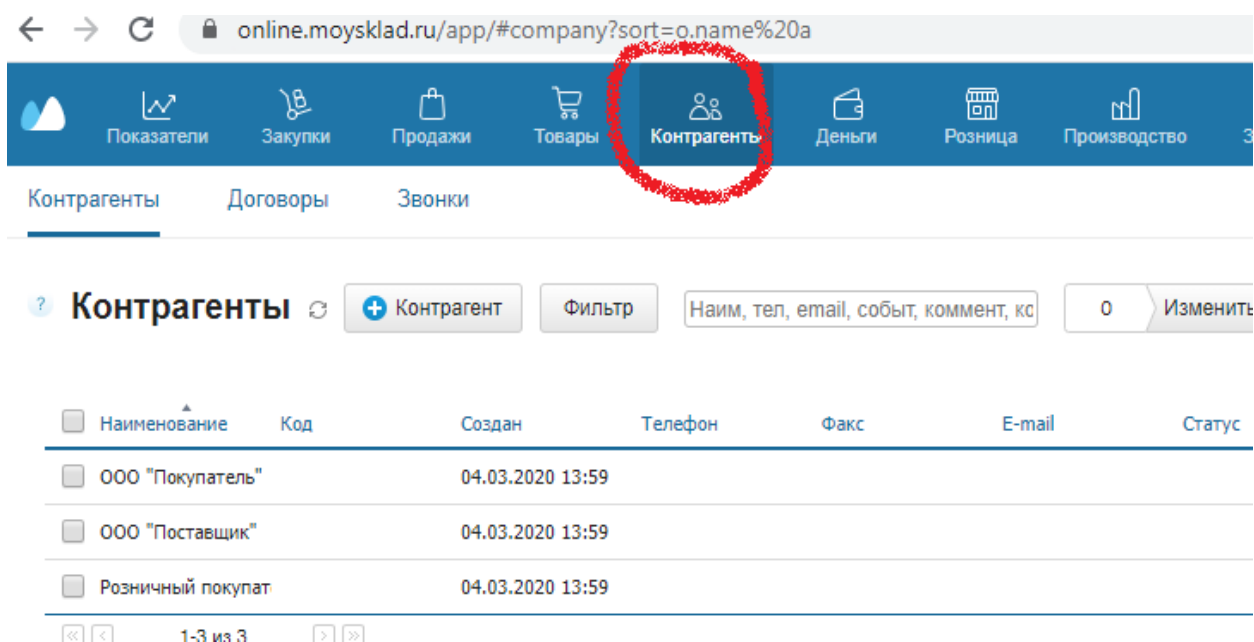 online.moysklad.ru/app/#company?sort=o.name%20a
Показатели Закупки Продажи Товары Контрагенты Деньги Розница Производство
Контрагенты Договоры Звонки
? Контрагенты Контрагент Фильтр Наим, тел, email, событ, коммент, ко 0 Изменить
Наименование Код Создан Телефон Факс E-mail Статус
ООО "Покупатель" 04.03.2020 13:59
ООО "Поставщик" 04.03.2020 13:59
Розничный покупат 04.03.2020 13:59
1-3 из 3